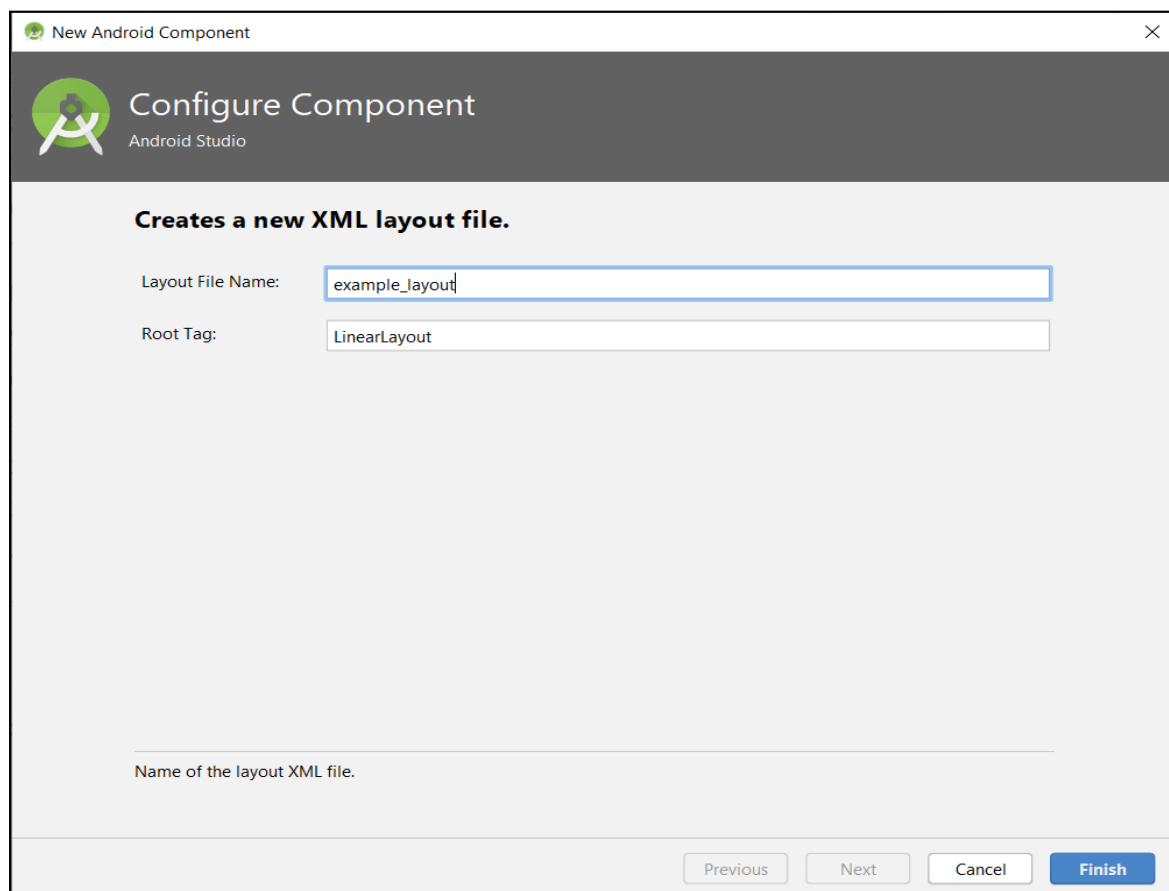 New Android Component
Configure Component
Android Studio
Creates a new XML layout file.
Layout File Name:
example_layout
Root Tag:
LinearLayout
Name of the layout XML file.
Previous
Next
Cancel
Finish